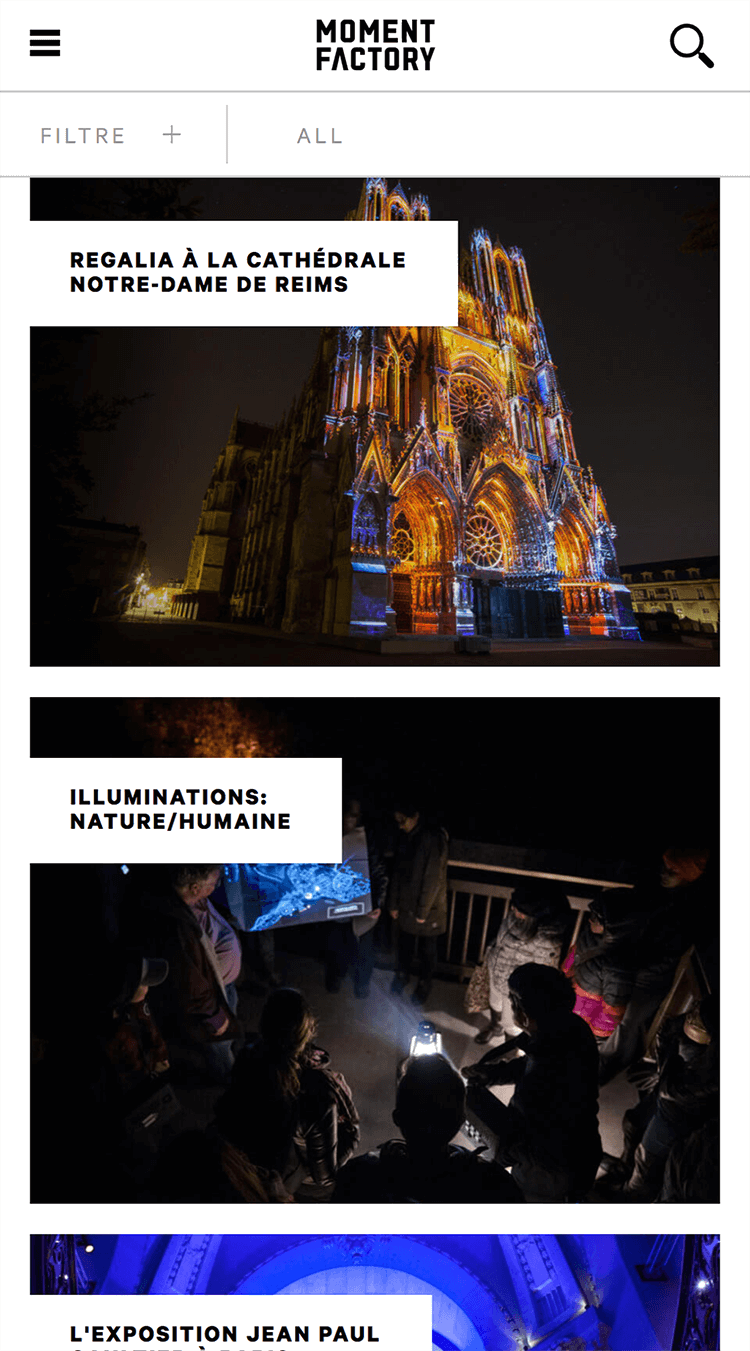 MOMENT
FACTORY
FILTRE +
ALL
REGALIA À LA CATHÉDRALE
NOTRE-DAME DE REIMS
ILLUMINATIONS:
NATURE/HUMAINE
L'EXPOSITION JEAN PAUL